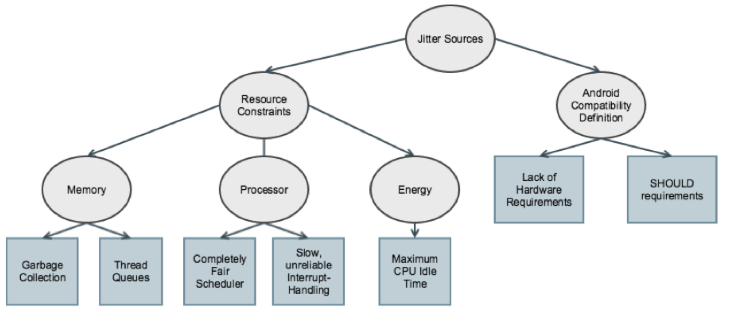 Jitter Sources
Resource
Constraints
Android
Compatibility
Definition
Memory
Processor
Energy
Lack of
Hardware
Requirements
SHOULD
requirements
Garbage
Collection
Thread
Queues
Completely
Fair
Scheduler
Slow,
unreliable
Interrupt-
Handling
Maximum
CPU Idle
Time